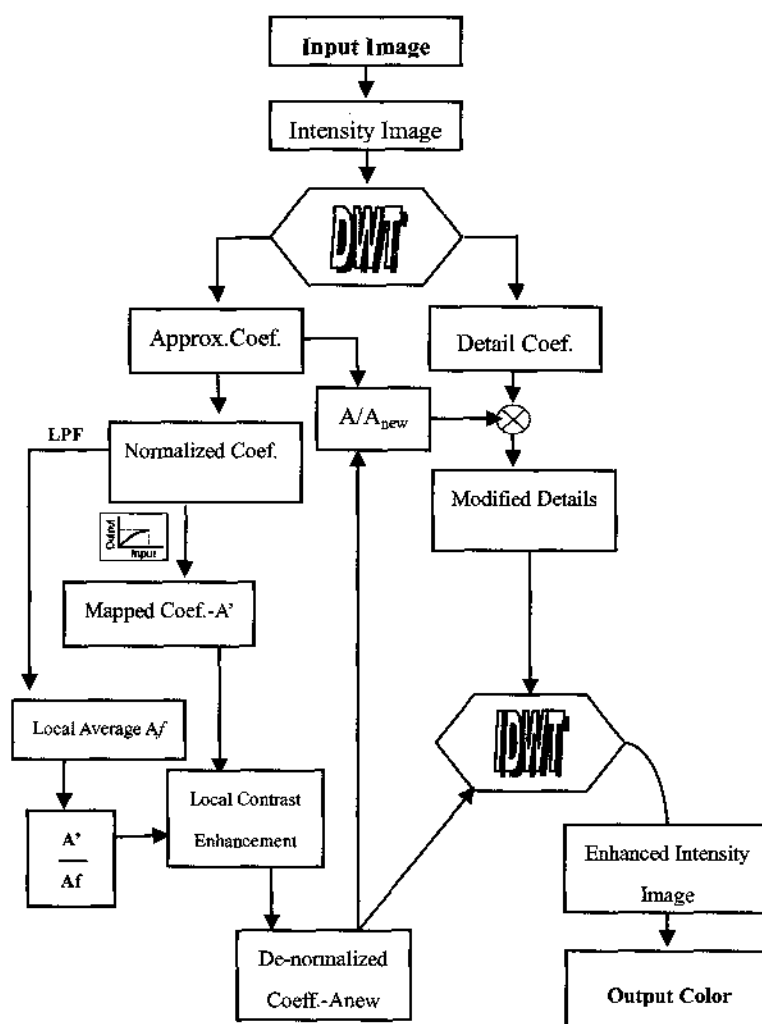 Input Image
Intensity Image
DWT
Approx.Coef.
Detail Coef.
A/Anew
LPF
Normalized Coef.
Modified Details
Output
Input
Mapped Coef.-A’
Local Average Af
IDWT
Local Contrast
Enhancement
A’
Af
Enhanced Intensity
Image
De-normalized
Coeff.-Anew
Output Color